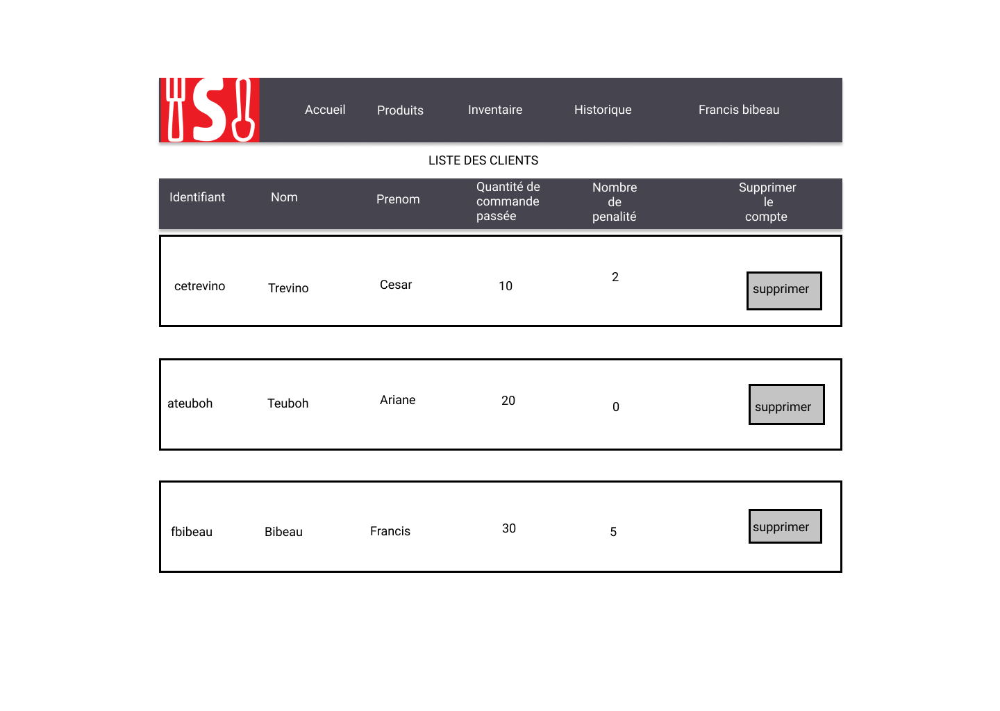 S
Accueil Produits Inventaire Historique Francis bibeau
LISTE DES CLIENTS
Identifiant Nom Prenom Quantité de commande passée Nombre de penalité Supprimer le compte
cetrevino Trevino Cesar 10 2 supprimer
ateuboh Teuboh Ariane 20 0 supprimer
fbibeau Bibeau Francis 30 5 supprimer